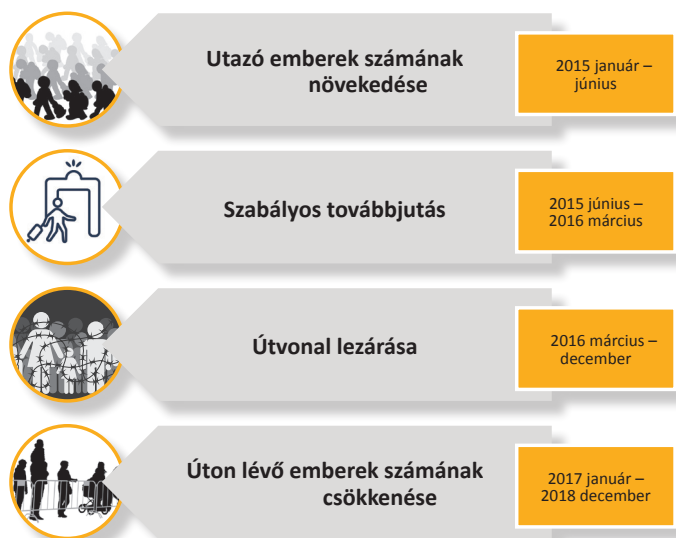 Utazó emberek számának
növekedése
2015 január –
június
Szabályos továbbjutás
2015 június –
2016 március
Útvonal lezárása
2016 március –
december
Úton lévő emberek számának
csökkenése
2017 január –
2018 december